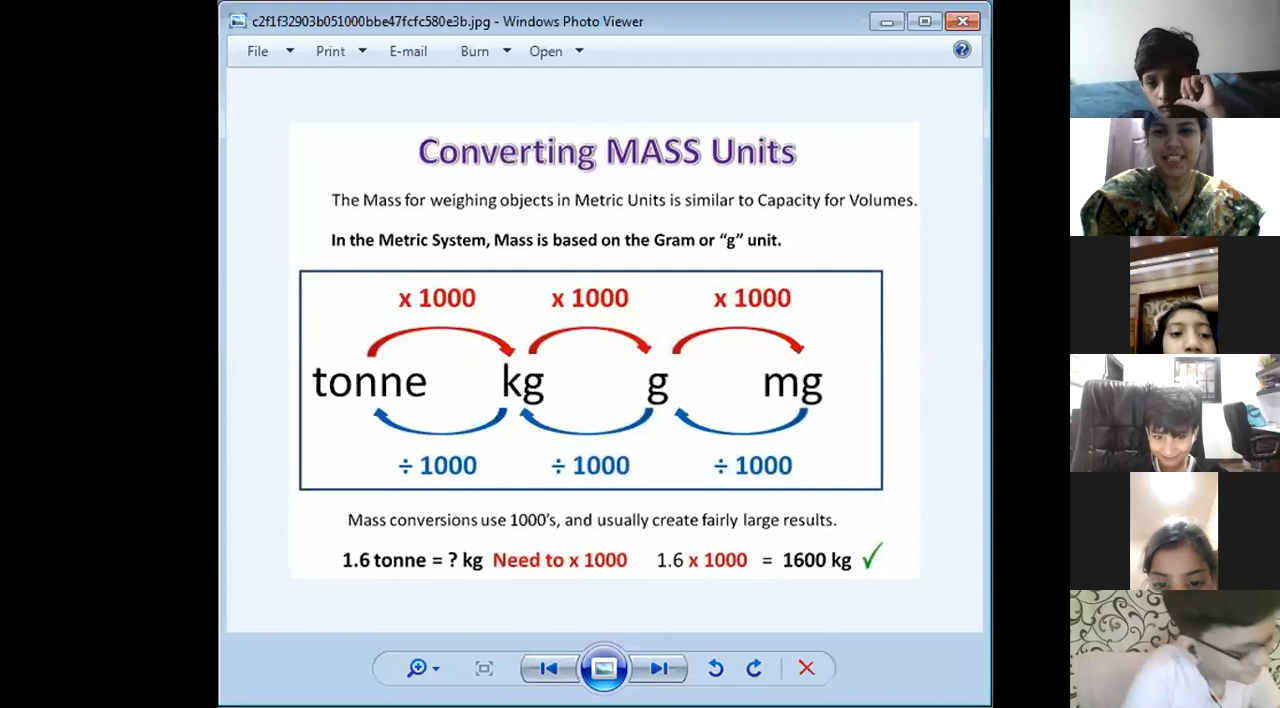 c2f1f32903b051000bbe47fcfc580e3b.jpg - Windows Photo Viewer
File Print E-mail Burn Open
Converting MASS Units
The Mass for weighing objects in Metric Units is similar to Capacity for Volumes.
In the Metric System, Mass is based on the Gram or “g” unit.
x 1000 x 1000 x 1000
tonne kg g mg
÷ 1000 ÷ 1000 ÷ 1000
Mass conversions use 1000’s, and usually create fairly large results.
1.6 tonne = ? kg Need to x 1000 1.6 x 1000 = 1600 kg ✓